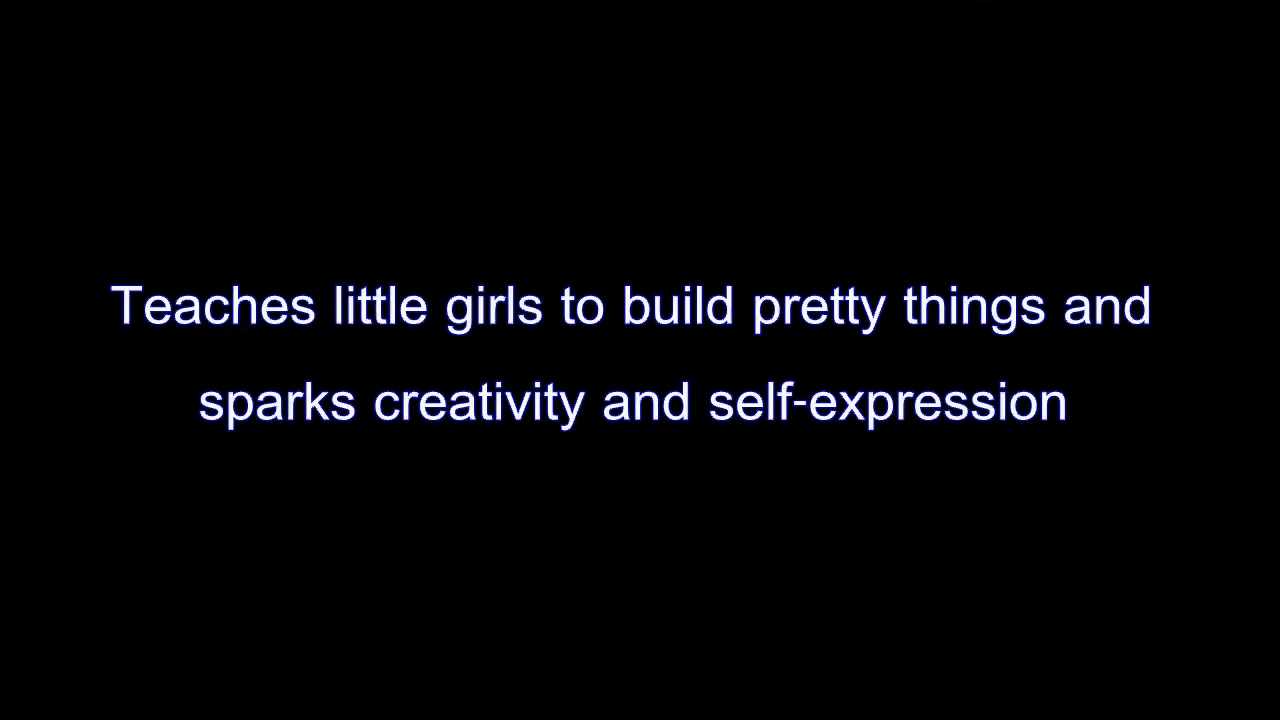 Teaches little girls to build pretty things and
sparks creativity and self-expression